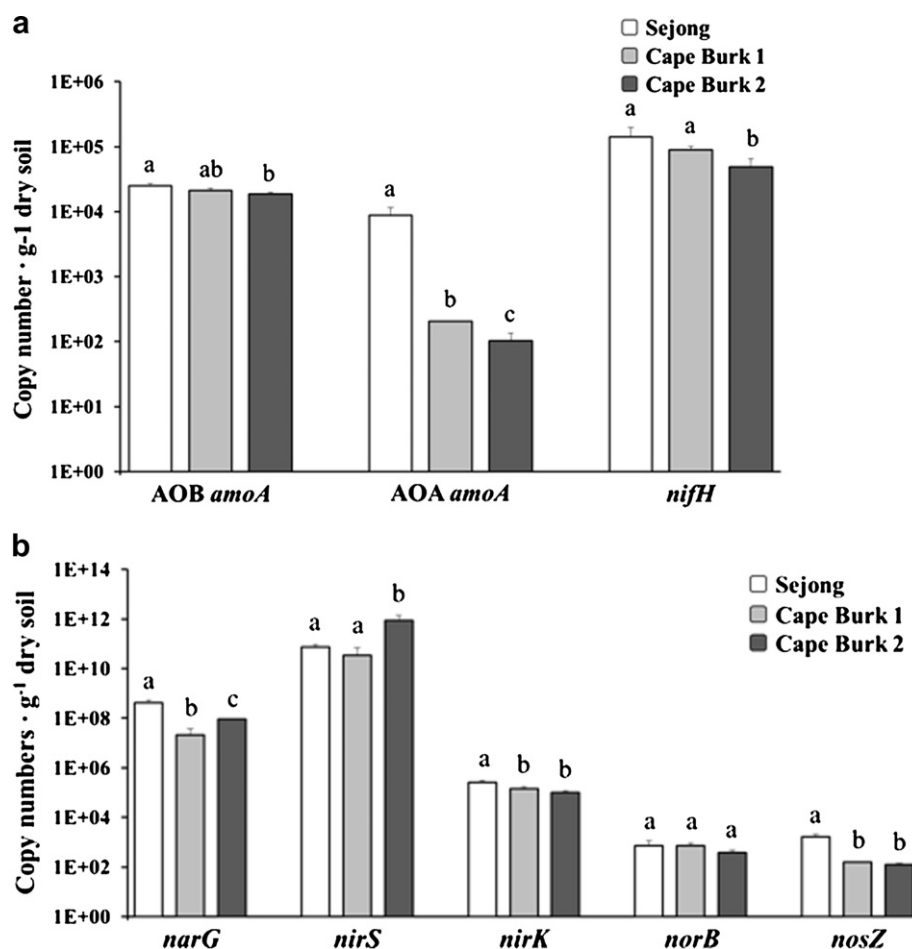 a
Sejong
Cape Burk 1
Cape Burk 2
Copy number · g-1 dry soil
1E+06
1E+05
1E+04
1E+03
1E+02
1E+01
1E+00
a ab b
a b c
a a b
AOB amoA AOA amoA nifH
b
Sejong
Cape Burk 1
Cape Burk 2
Copy numbers · g⁻¹ dry soil
1E+14
1E+12
1E+10
1E+08
1E+06
1E+04
1E+02
1E+00
a b c
a a b
a b b
a a a
a b b
narG nirS nirK norB nosZ